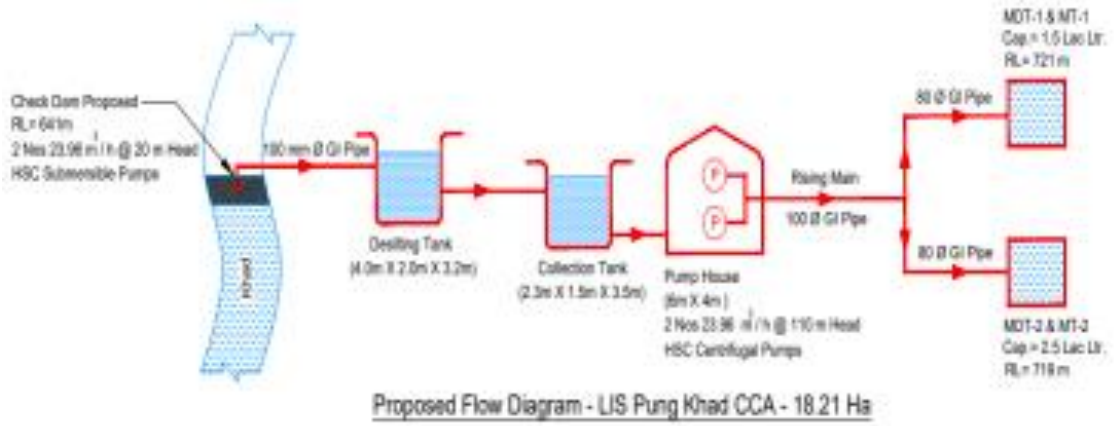 Check Dam Proposed
RL= 641m
2 Nos 23.96 m³/h @ 20 m Head
HSC Submersible Pumps
Khad
100 mm Ø GI Pipe
Desilting Tank
(4.0m X 2.0m X 3.2m)
Collection Tank
(2.3m X 1.5m X 3.5m)
P
P
Pump House
(6m X 4m )
2 Nos 23.96 m³/h @ 110 m Head
HSC Centrifugal Pumps
Rising Main
100 Ø GI Pipe
80 Ø GI Pipe
80 Ø GI Pipe
MDT-1 & MT-1
Cap.= 1.5 Lac Ltr.
RL= 721 m
MDT-2 & MT-2
Cap.= 2.5 Lac Ltr.
RL= 719 m
Proposed Flow Diagram - LIS Pung Khad CCA - 18.21 Ha